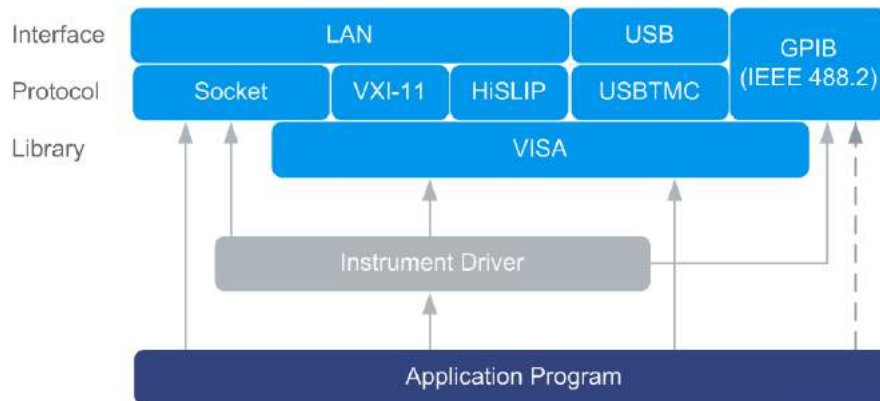 Interface
LAN
USB
GPIB
(IEEE 488.2)
Protocol
Socket
VXI-11
HiSLIP
USBTMC
Library
VISA
Instrument Driver
Application Program